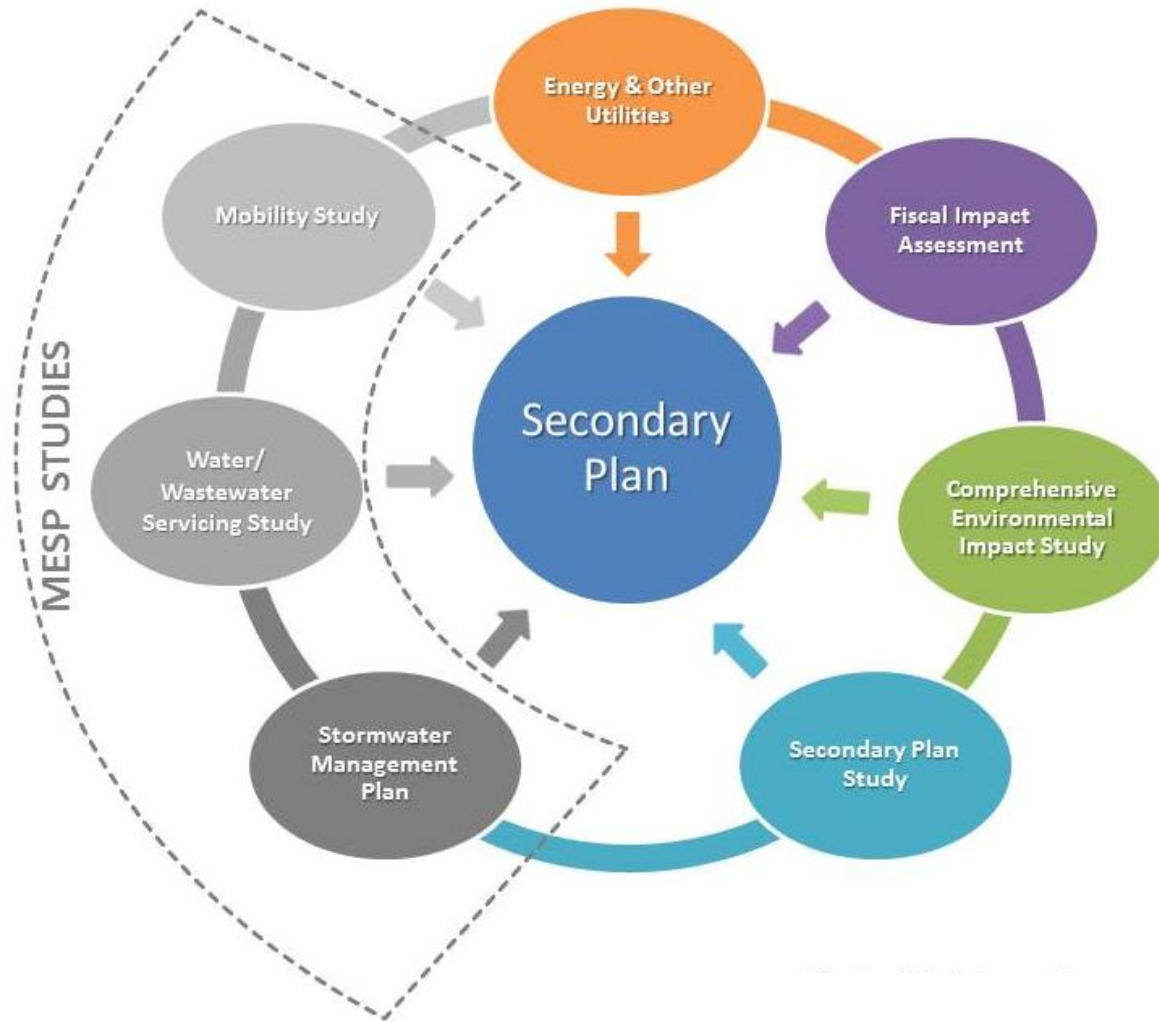 Energy & Other
Utilities
Mobility Study
Fiscal Impact
Assessment
MESP STUDIES
Secondary
Plan
Water/
Wastewater
Servicing Study
Comprehensive
Environmental
Impact Study
Stormwater
Management
Plan
Secondary Plan
Study